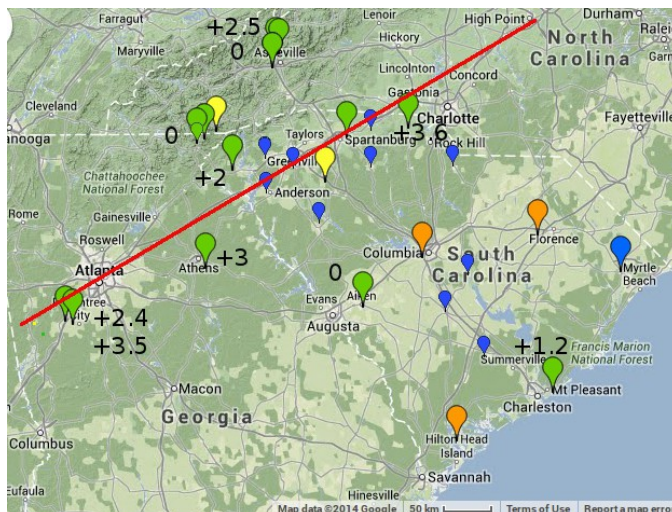 Farragut
Lenoir
High Point
Durham
Maryville
+2.5
Hickory
Ralei
0
Asheville
North
Carolina
Lincolnton
Cary
Gastonia
Concord
Cleveland
Charlotte
Fayetteville
anooga
0
Taylors
Spartanburg
+3.6
Rock Hill
Greenville
Chattahoochee
National Forest
+2
Anderson
Rome
Gainesville
Roswell
Florence
Columbia
South
Carolina
Atlanta
Athens
+3
0
Myrtle
Beach
Peachtree
City
Evans
Aiken
Augusta
+2.4
+3.5
Francis Marion
National Forest
+1.2
Summerville
Macon
Mt Pleasant
Charleston
Georgia
Columbus
Hilton Head
Island
Savannah
Hinesville
Eufaula
Map data ©2014 Google
50 km
Terms of Use
Report a map erro